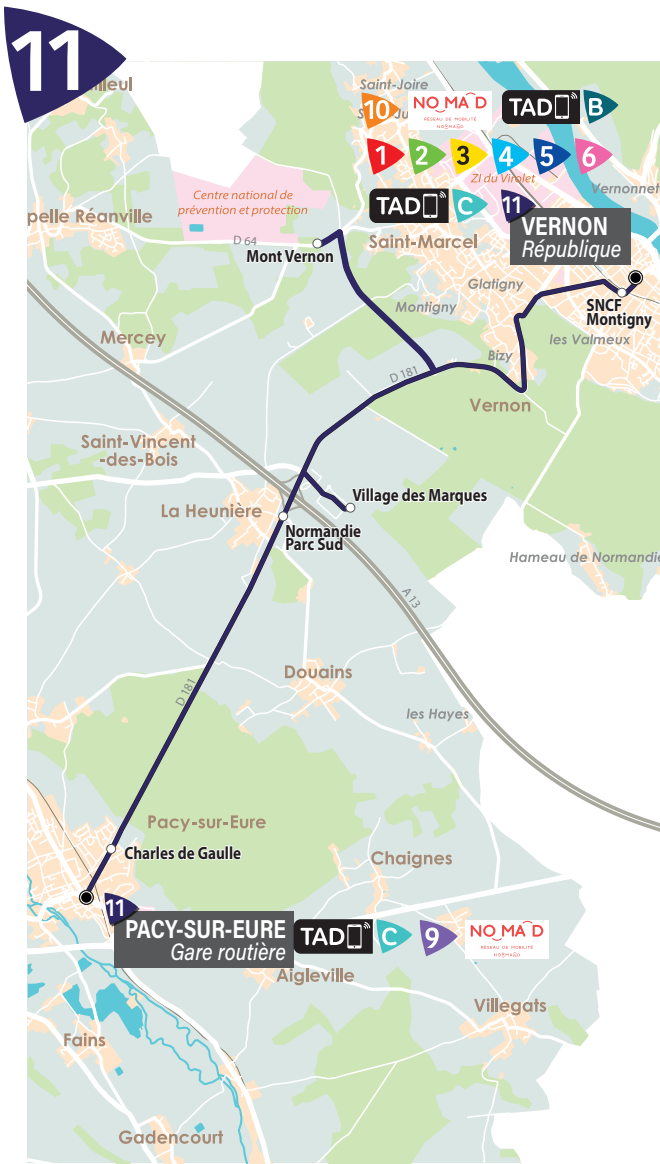 11
illeul
Saint-Joire
10
NOMAD
RÉSEAU DE MOBILITÉ
NORMAND
TAD
B
1
2
3
4
5
6
ZI du Virolet
Vernonnet
TAD
C
11
VERNON
République
Centre national de
prévention et protection
pelle Réanville
D 64
Mont Vernon
Saint-Marcel
Glatigny
SNCF
Montigny
Montigny
les Valmeux
Mercey
Bizy
D 181
Vernon
Saint-Vincent
-des-Bois
Village des Marques
La Heunière
Normandie
Parc Sud
Hameau de Normandie
A 13
Douains
D 181
les Hayes
Pacy-sur-Eure
Charles de Gaulle
Chaignes
11
PACY-SUR-EURE
Gare routière
TAD
C
9
NOMAD
RÉSEAU DE MOBILITÉ
NORMAND
Aigleville
Villegats
Fains
Gadencourt